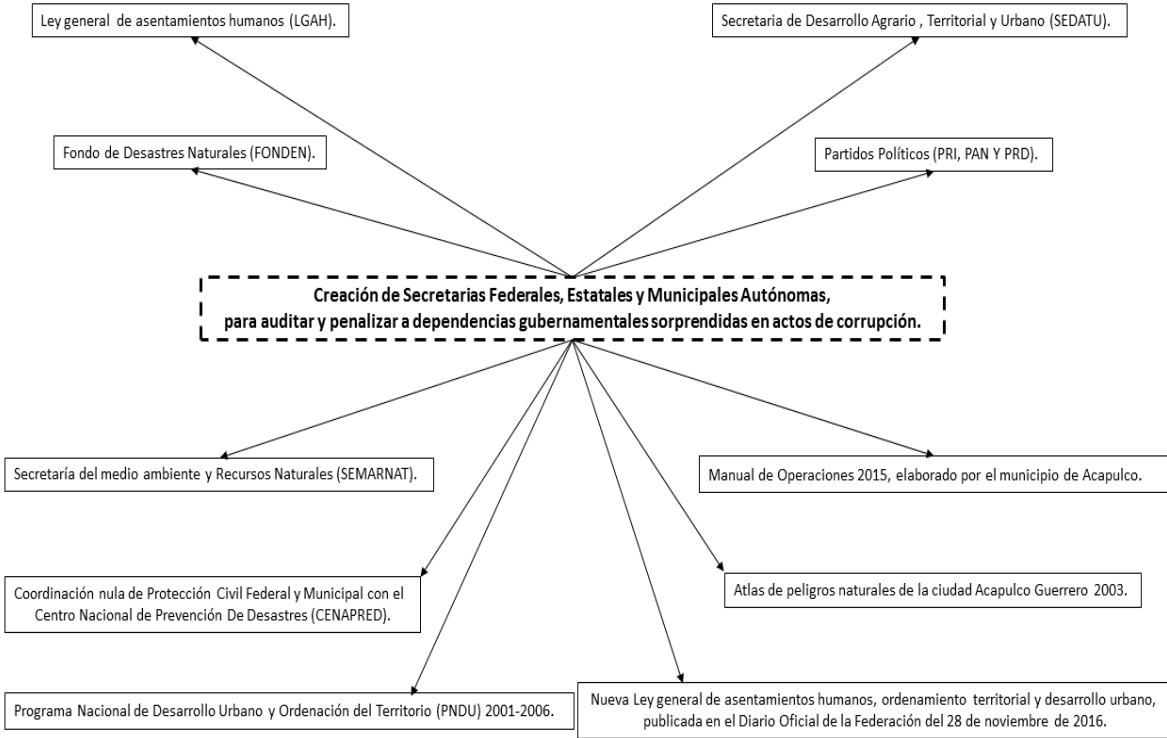 Ley general de asentamientos humanos (LGAH).
Secretaria de Desarrollo Agrario , Territorial y Urbano (SEDATU).
Fondo de Desastres Naturales (FONDEN).
Partidos Políticos (PRI, PAN Y PRD).
Creación de Secretarias Federales, Estatales y Municipales Autónomas,
para auditar y penalizar a dependencias gubernamentales sorprendidas en actos de corrupción.
Secretaría del medio ambiente y Recursos Naturales (SEMARNAT).
Manual de Operaciones 2015, elaborado por el municipio de Acapulco.
Coordinación nula de Protección Civil Federal y Municipal con el
Centro Nacional de Prevención De Desastres (CENAPRED).
Atlas de peligros naturales de la ciudad Acapulco Guerrero 2003.
Programa Nacional de Desarrollo Urbano y Ordenación del Territorio (PNDU) 2001-2006.
Nueva Ley general de asentamientos humanos, ordenamiento territorial y desarrollo urbano,
publicada en el Diario Oficial de la Federación del 28 de noviembre de 2016.